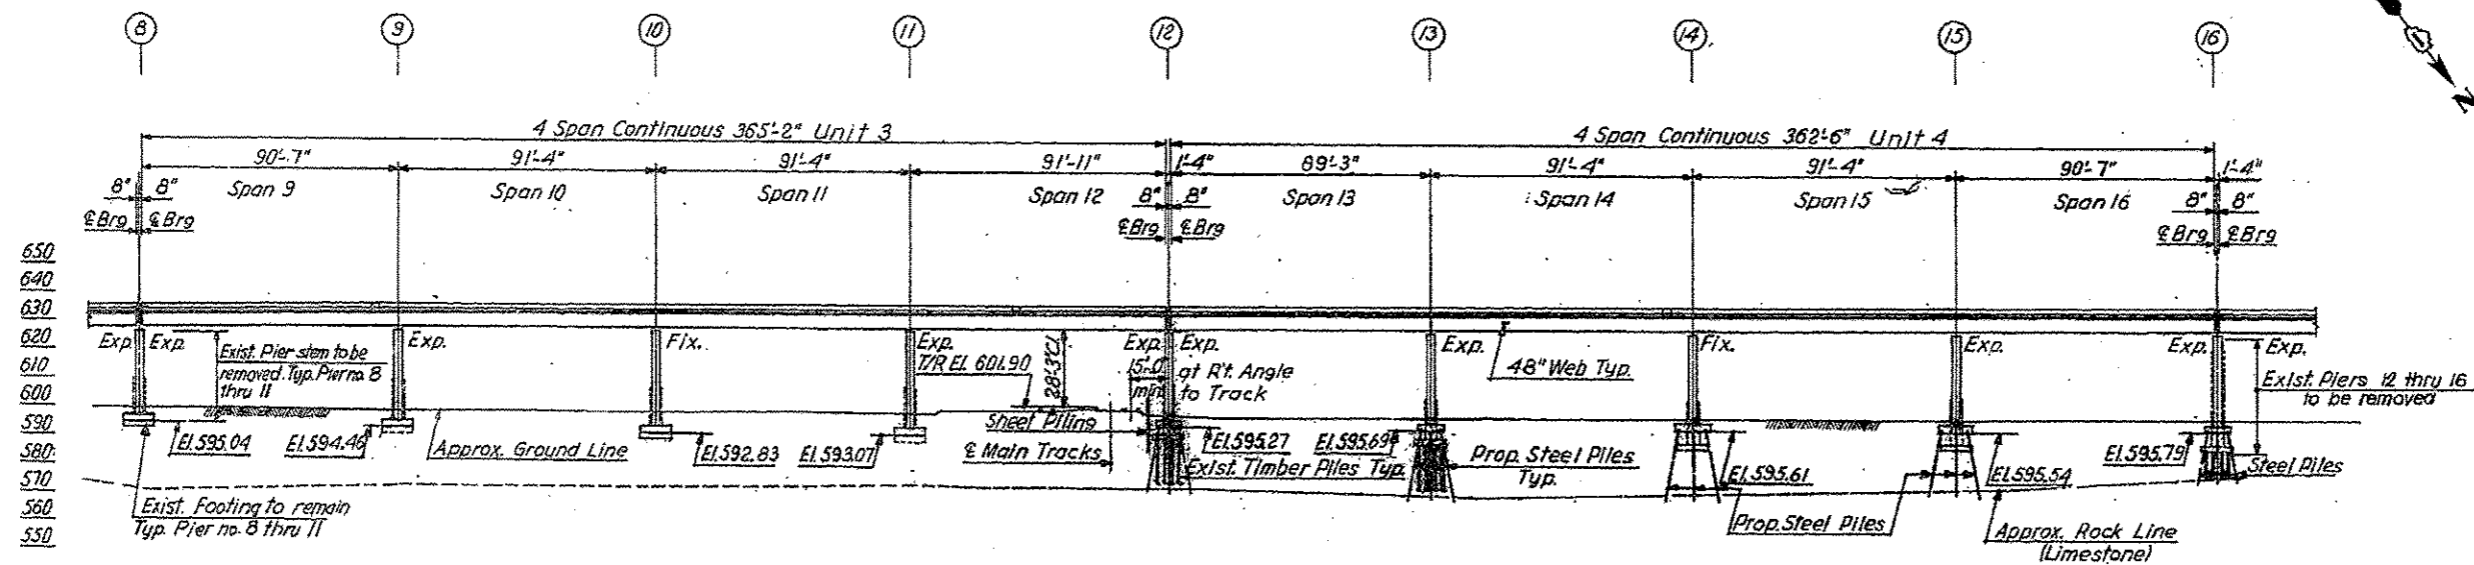 8 9 10 11 12 13 14 15 16
N
4 Span Continuous 365'-2" Unit 3
4 Span Continuous 362'-6" Unit 4
90'-7" 91'-4" 91'-4" 91'-11" 1'-4" 89'-3" 91'-4" 91'-4" 90'-7" 1'-4"
8" 8" Span 9 Span 10 Span 11 Span 12 8" 8" Span 13 Span 14 Span 15 Span 16 8" 8"
℄ Brg ℄ Brg ℄ Brg ℄ Brg ℄ Brg ℄ Brg
650
640
630
620
610
600
590
580
570
560
550
Exp. Exp. Exp. Fix. Exp. Exp. Exp. Exp. Fix. Exp. Exp. Exp.
Exist. Pier stem to be
removed. Typ. Pier no. 8
thru 11
T/R El. 601.90
28'-3" Cl.
15'-0"
min.
at R't. Angle
to Track
48" Web Typ.
Exist. Piers 12 thru 16
to be removed
Sheet Piling
℄ Main Tracks
El. 595.04
El. 594.46
Approx. Ground Line
El. 592.83
El. 593.07
El. 595.27
El. 595.69
Exist. Timber Piles Typ.
Prop. Steel Piles
Typ.
El. 595.61
El. 595.54
El. 595.79
Steel Piles
Exist. Footing to remain
Typ. Pier no. 8 thru 11
Prop. Steel Piles
Approx. Rock Line
(Limestone)